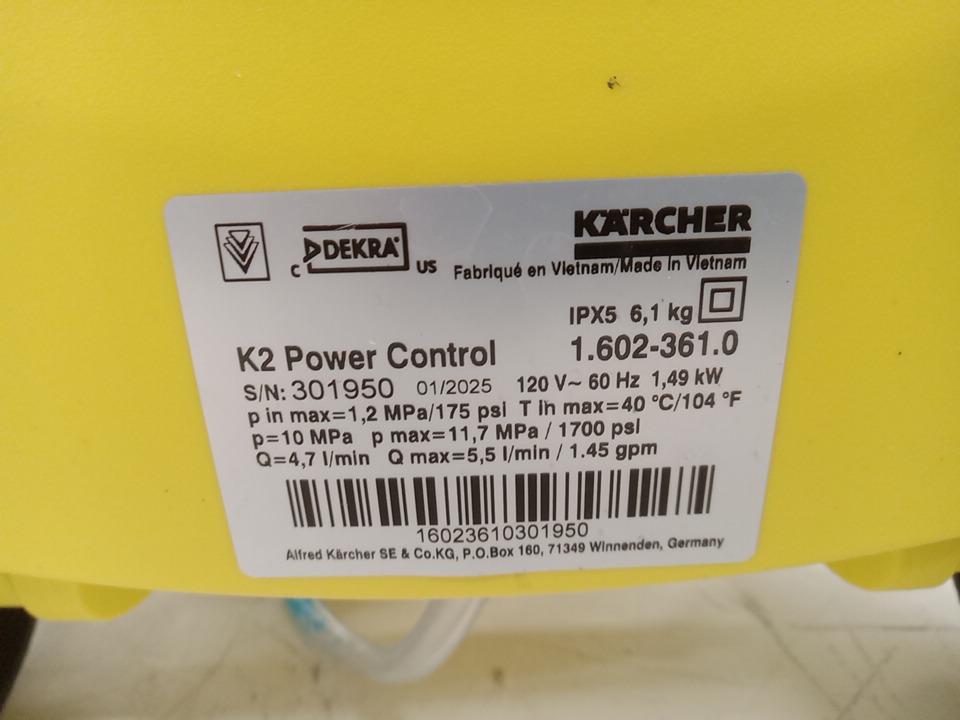 C DEKRA US
KÄRCHER
Fabriqué en Vietnam/Made in Vietnam
IPX5 6,1 kg
K2 Power Control 1.602-361.0
S/N: 301950 01/2025 120 V~ 60 Hz 1,49 kW
p in max=1,2 MPa/175 psi T in max=40 °C/104 °F
p=10 MPa p max=11,7 MPa / 1700 psi
Q=4,7 l/min Q max=5,5 l/min / 1.45 gpm
16023610301950
Alfred Kärcher SE & Co.KG, P.O.Box 160, 71349 Winnenden, Germany